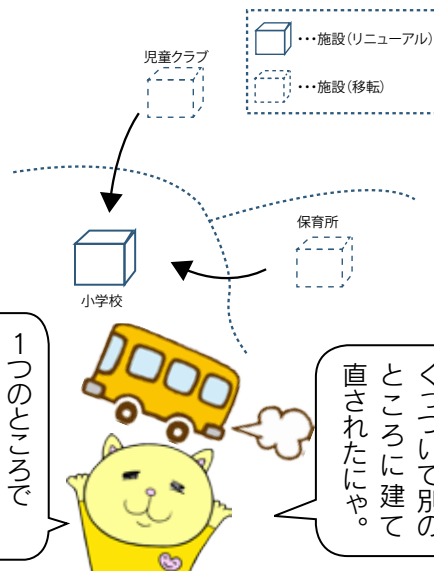 ・・・施設(リニューアル)
・・・施設(移転)
児童クラブ
保育所
小学校
くっついて別の
ところに建て
直されたにゃ。
1つのところで